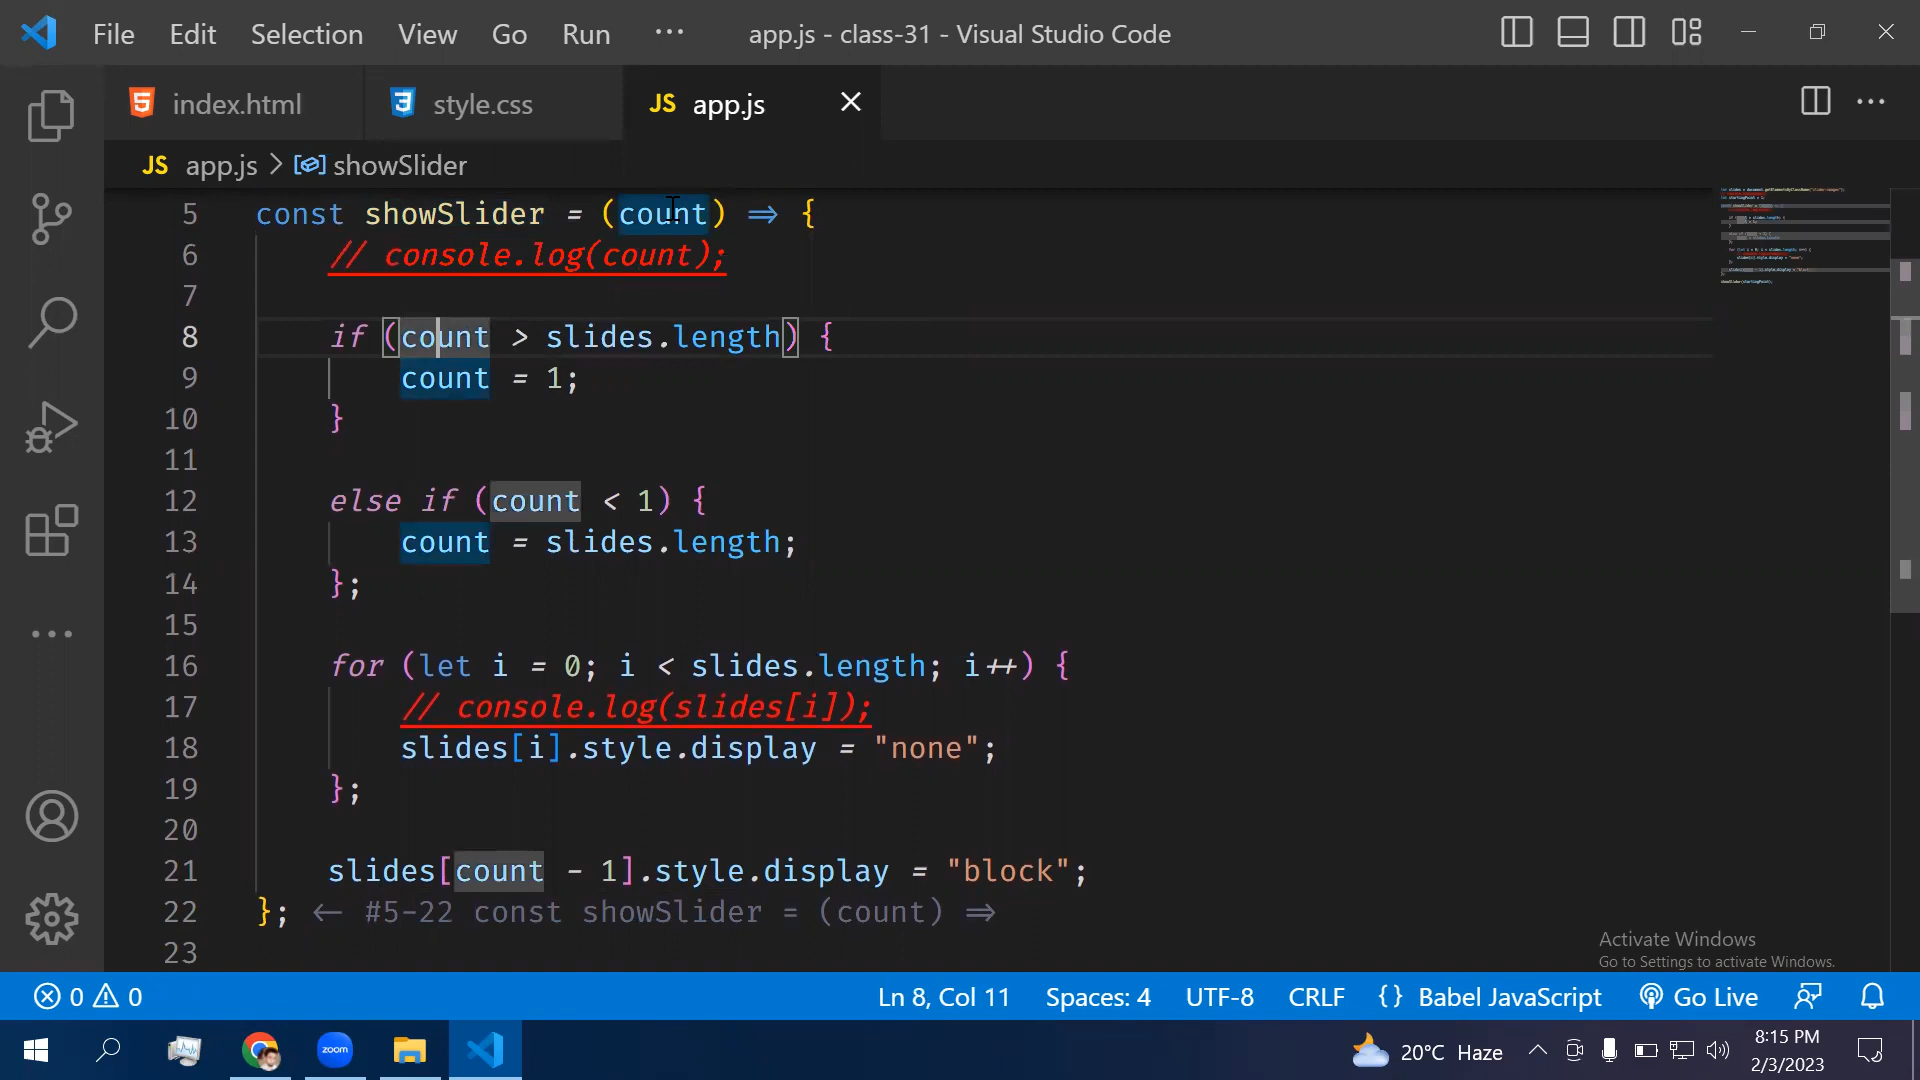 File Edit Selection View Go Run ··· app.js - class-31 - Visual Studio Code
index.html style.css JS app.js
JS app.js > showSlider
5 const showSlider = (count) => {
6 // console.log(count);
7
8 if (count > slides.length) {
9 count = 1;
10 }
11
12 else if (count < 1) {
13 count = slides.length;
14 };
15
16 for (let i = 0; i < slides.length; i++) {
17 // console.log(slides[i]);
18 slides[i].style.display = "none";
19 };
20
21 slides[count - 1].style.display = "block";
22 }; <- #5-22 const showSlider = (count) =>
23
Activate Windows
Go to Settings to activate Windows.
0 0 Ln 8, Col 11 Spaces: 4 UTF-8 CRLF {} Babel JavaScript Go Live
zoom 20°C Haze 8:15 PM
2/3/2023